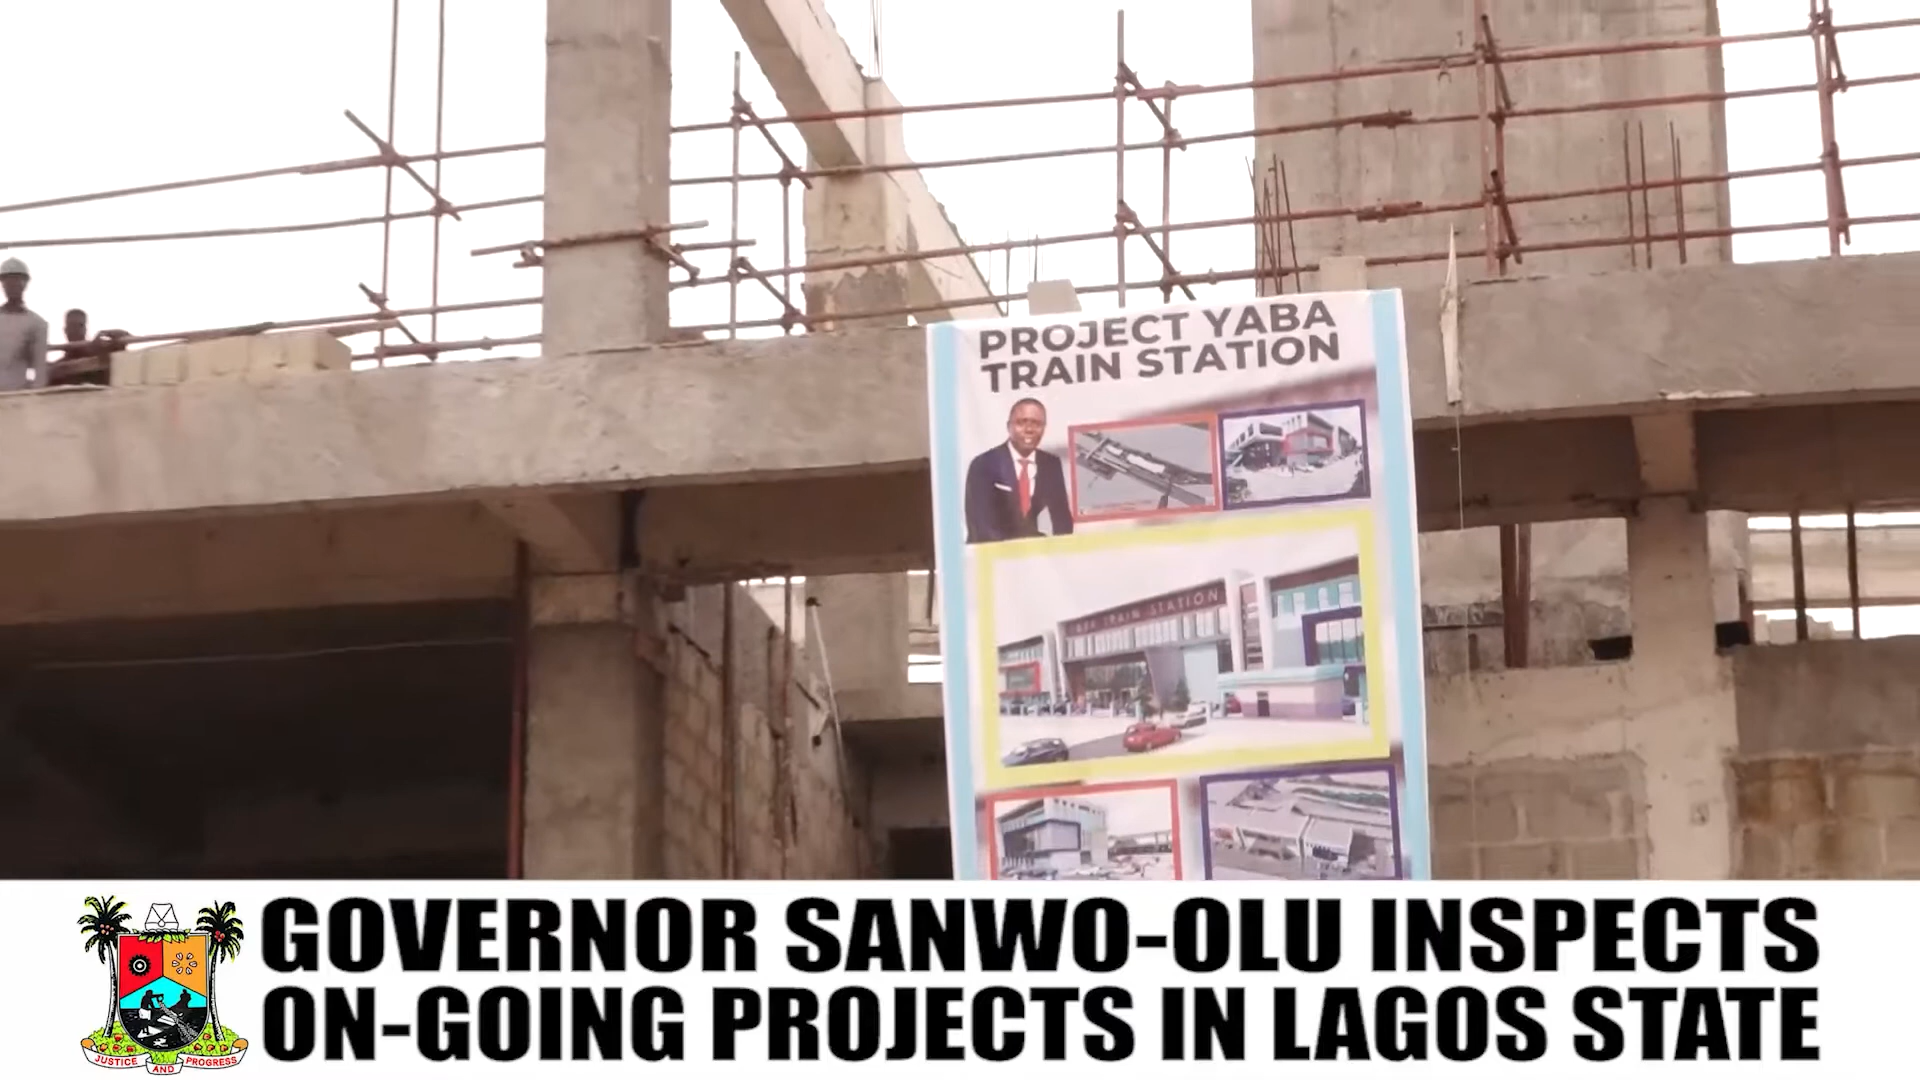 PROJECT YABA
TRAIN STATION
TRAIN STATION
GOVERNOR SANWO-OLU INSPECTS
ON-GOING PROJECTS IN LAGOS STATE
JUSTICE AND PROGRESS